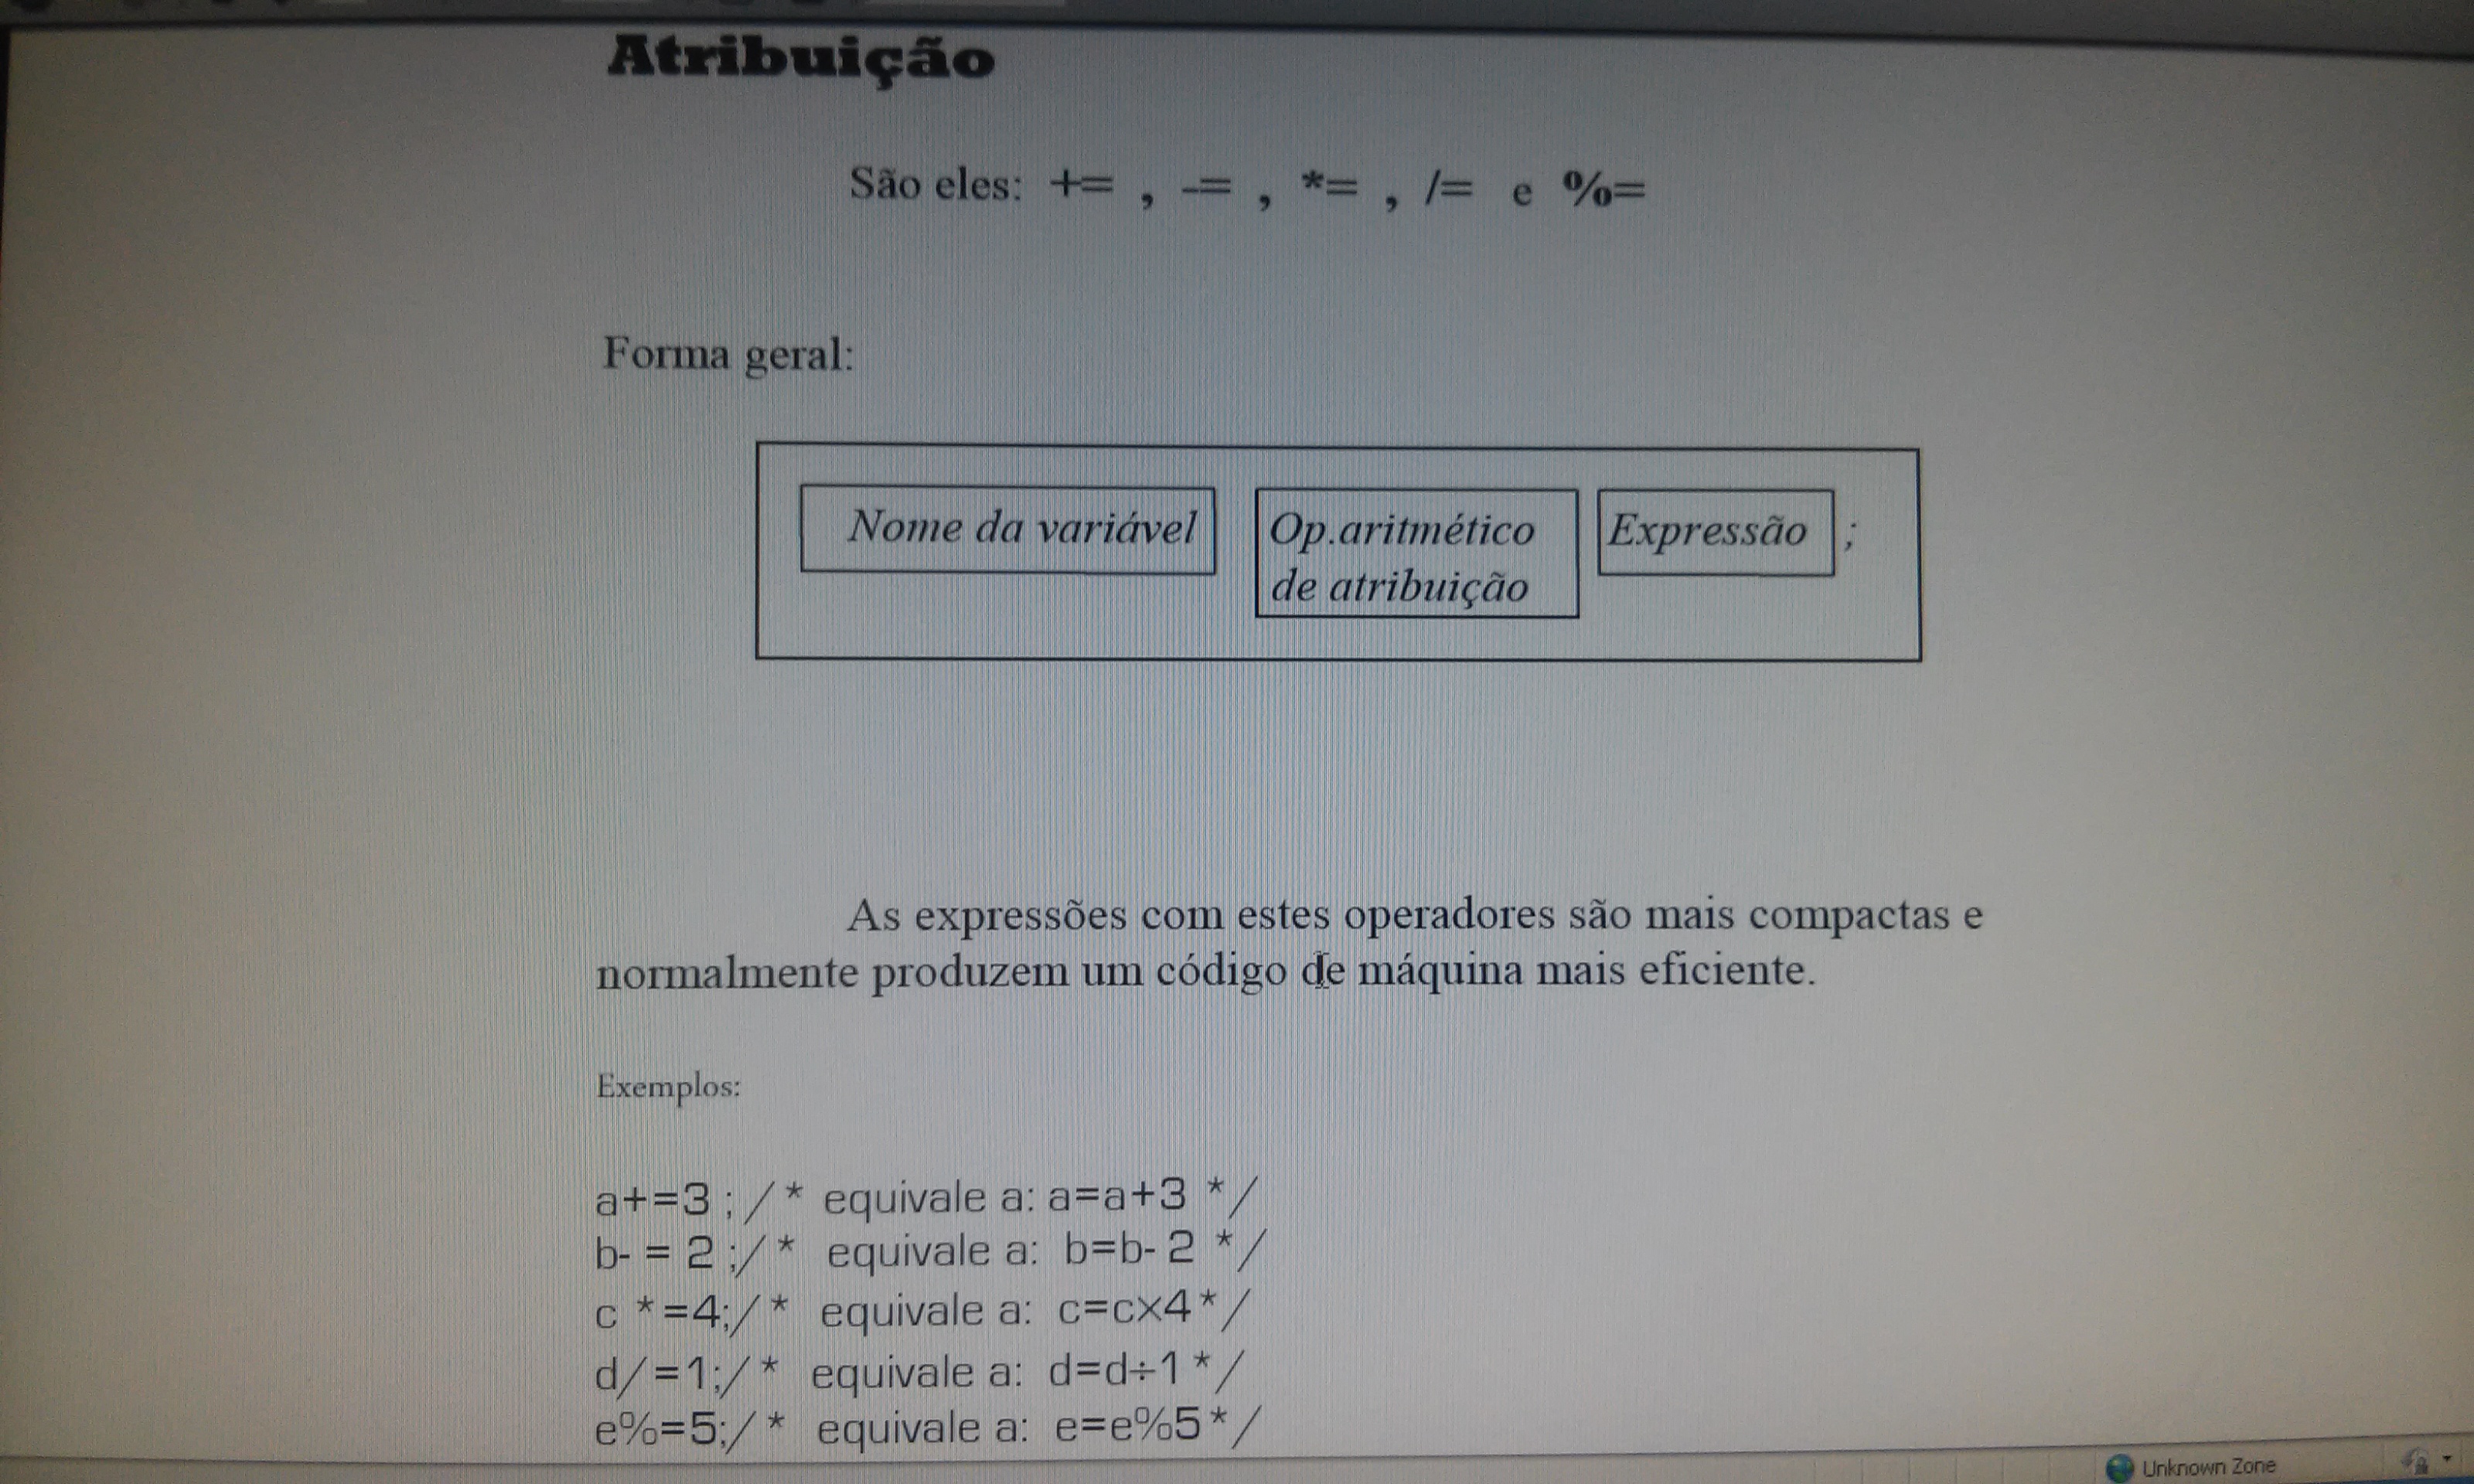 Atribuição
São eles: += , -= , *= , /= e %=
Forma geral:
Nome da variável Op.aritmético Expressão ;
de atribuição
As expressões com estes operadores são mais compactas e
normalmente produzem um código de máquina mais eficiente.
Exemplos:
a+=3 ; /* equivale a: a=a+3 */
b- = 2 ;/* equivale a: b=b- 2 */
c *=4;/* equivale a: c=cx4*/
d/=1;/* equivale a: d=d÷1*/
e%=5;/* equivale a: e=e%5*/
Unknown Zone